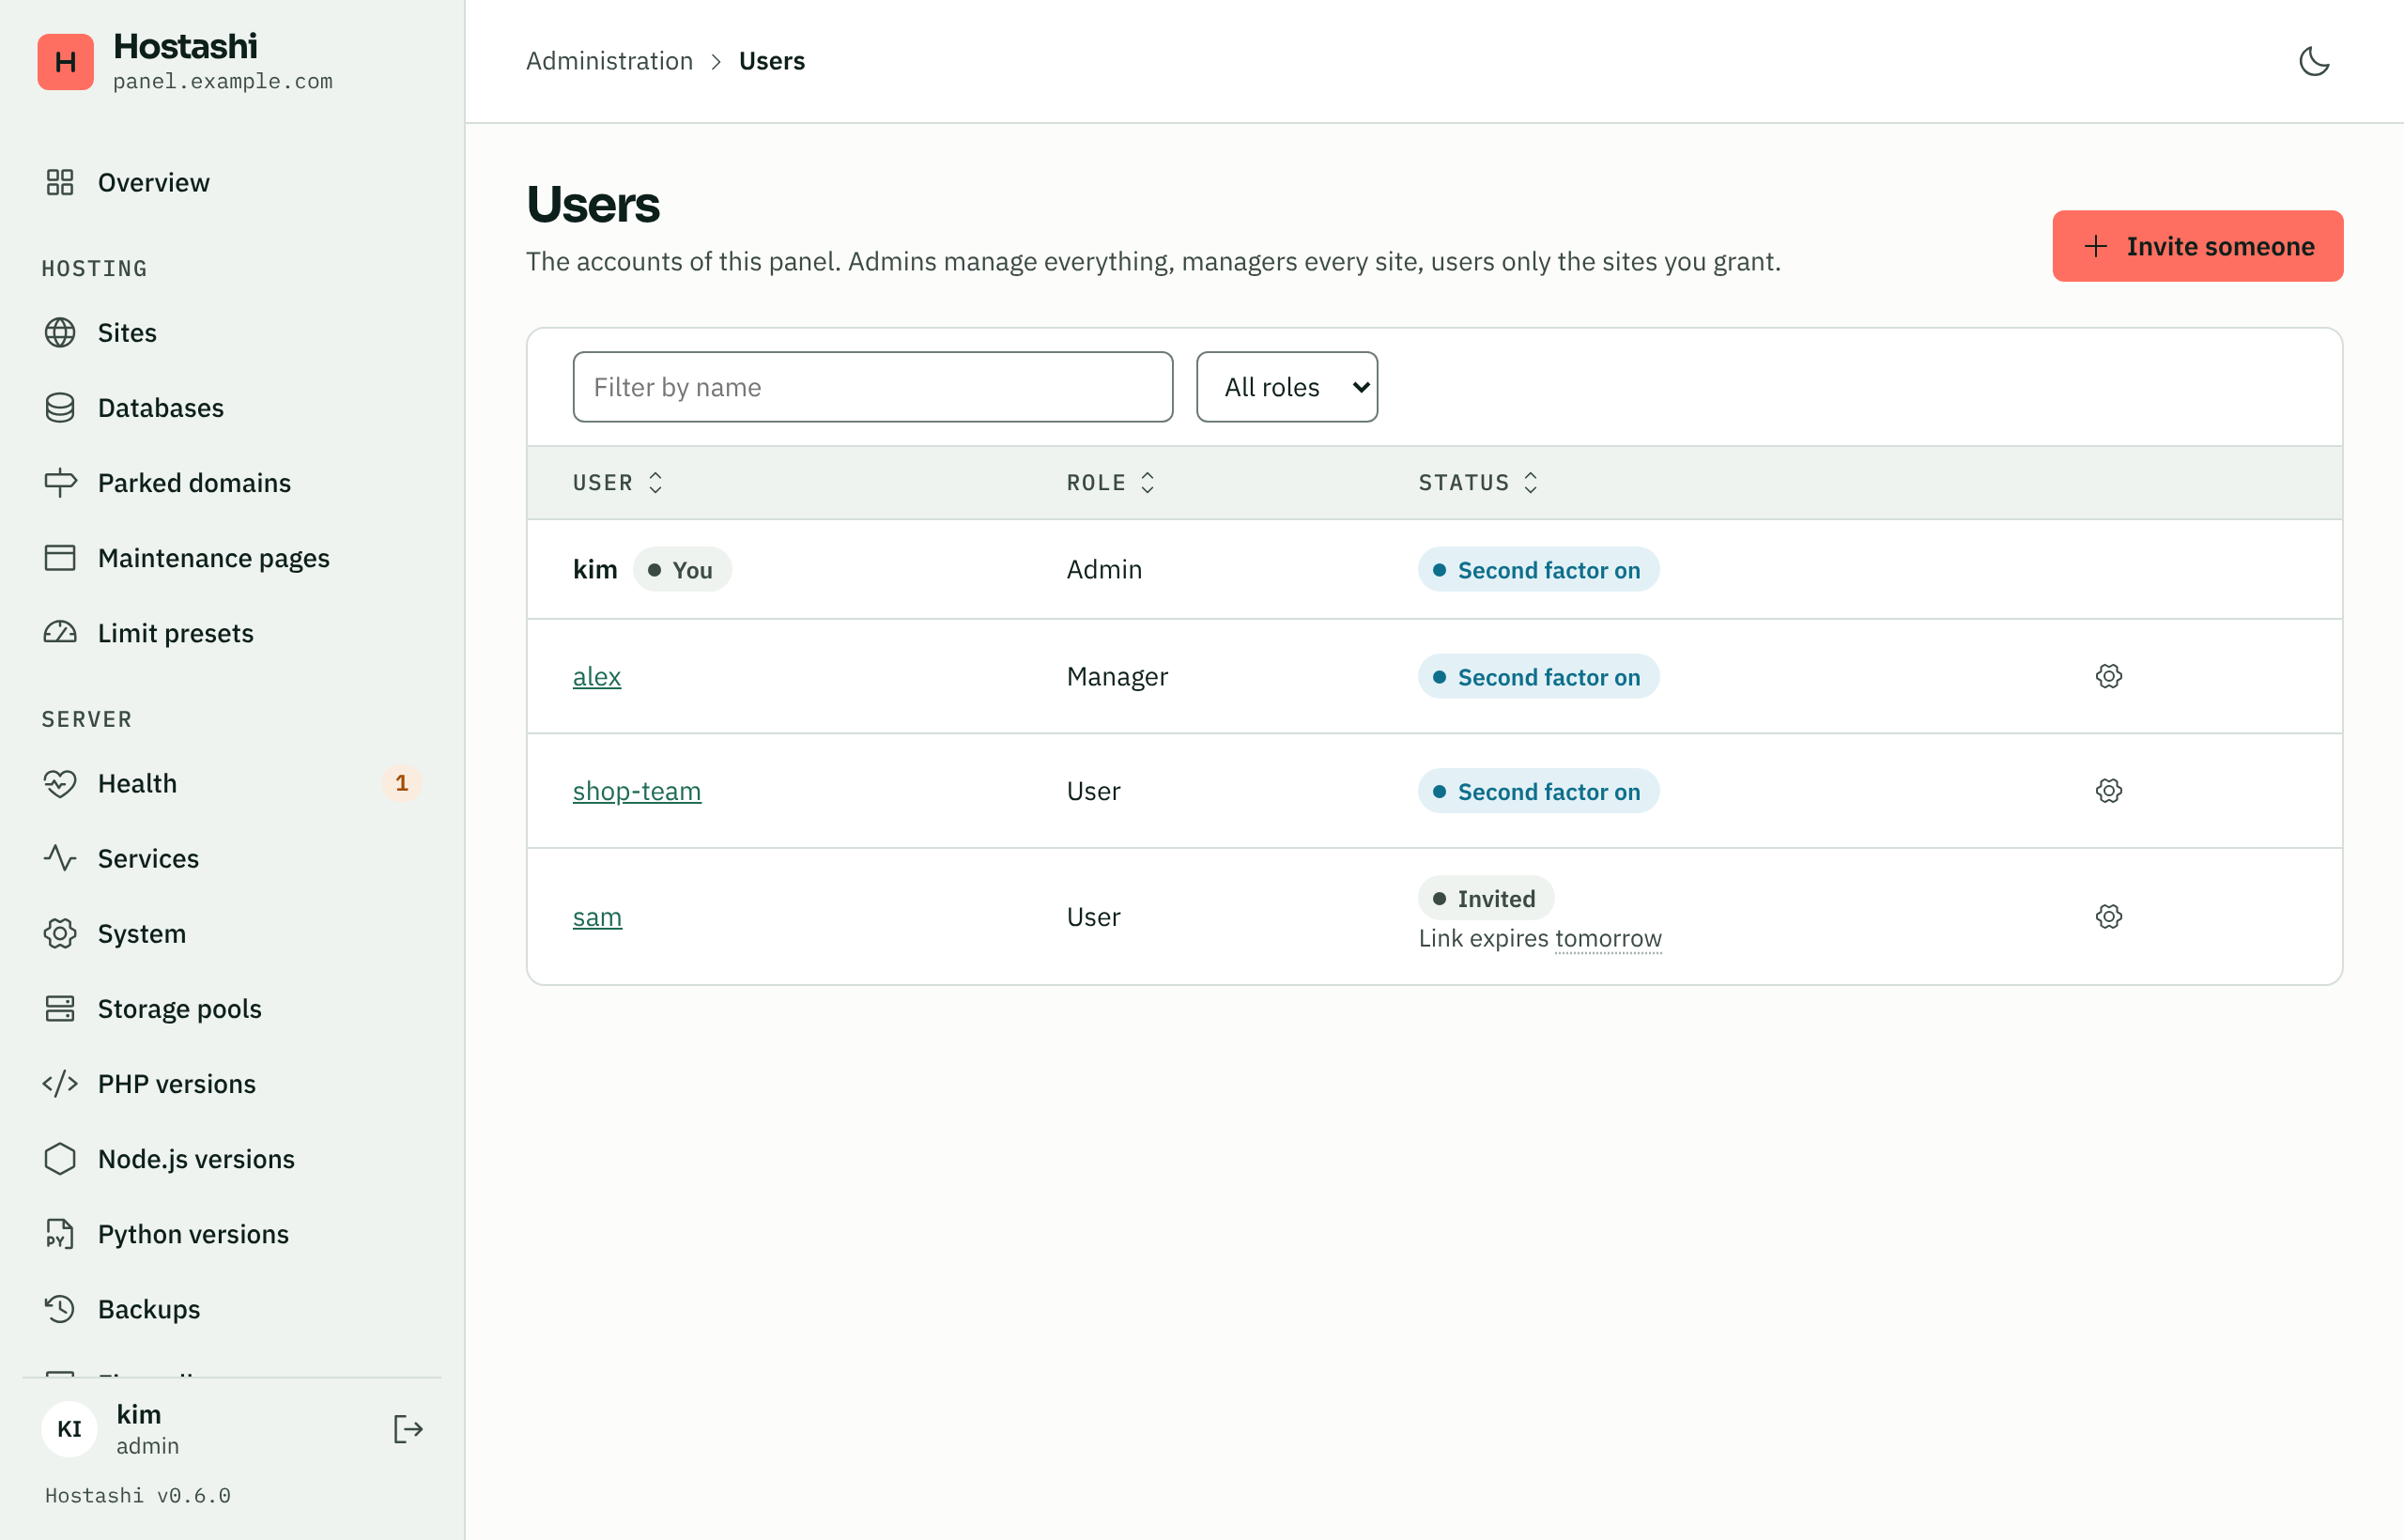 H
Hostashi
panel.example.com
Overview
HOSTING
Sites
Databases
Parked domains
Maintenance pages
Limit presets
SERVER
Health 1
Services
System
Storage pools
PHP versions
Node.js versions
PY Python versions
Backups
KI
kim
admin
Hostashi v0.6.0
Administration > Users
Users
The accounts of this panel. Admins manage everything, managers every site, users only the sites you grant.
+ Invite someone
Filter by name All roles
USER ROLE STATUS
kim You Admin Second factor on
alex Manager Second factor on
shop-team User Second factor on
sam User Invited
Link expires tomorrow